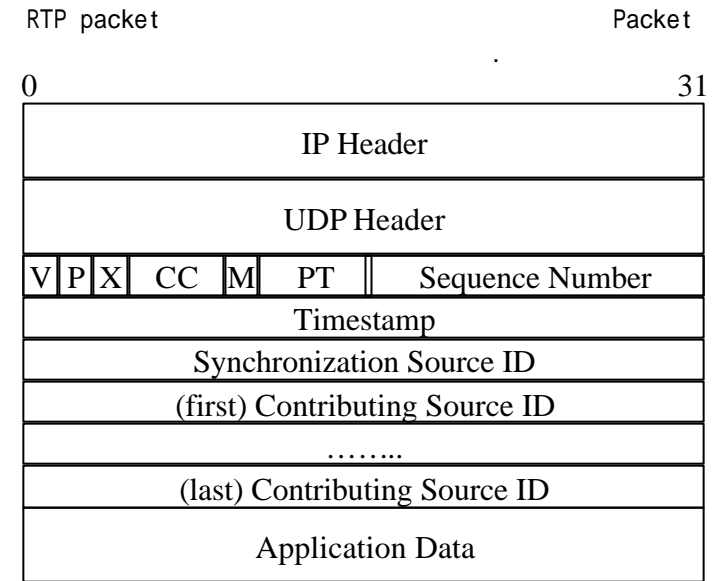 RTP packet Packet
.
0 31
IP Header
UDP Header
V P X CC M PT Sequence Number
Timestamp
Synchronization Source ID
(first) Contributing Source ID
……..
(last) Contributing Source ID
Application Data